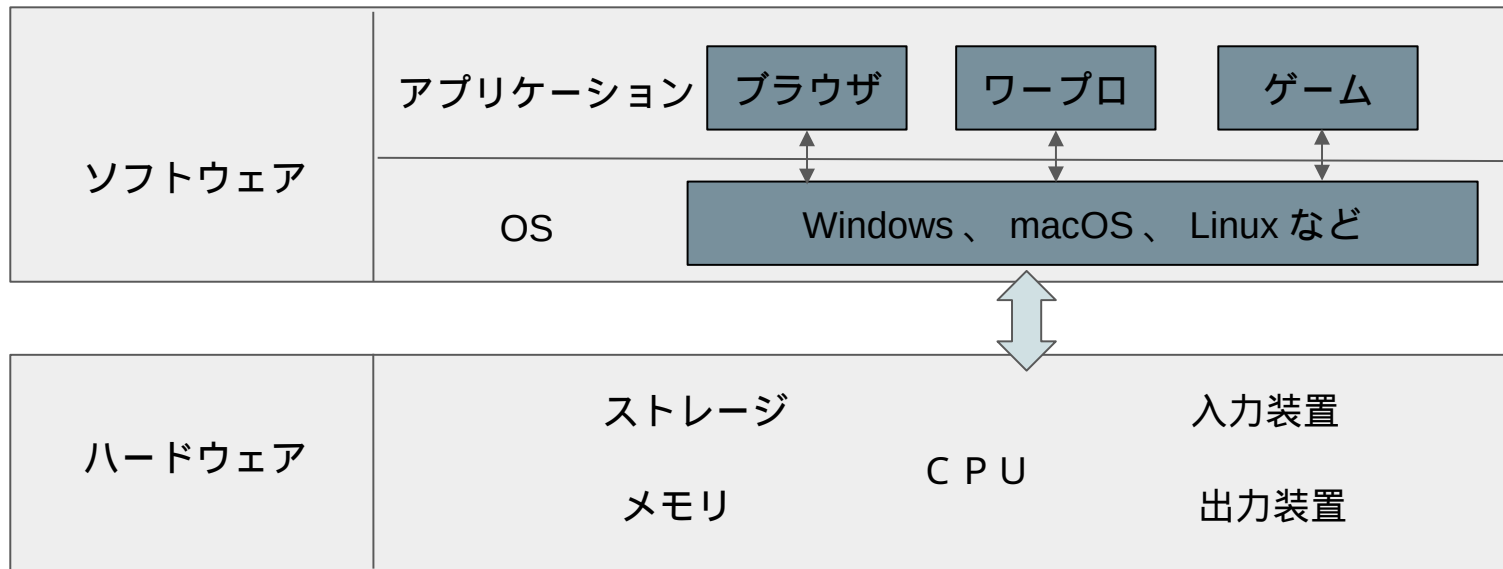 アプリケーション ブラウザ ワープロ ゲーム
ソフトウェア
OS Windows 、 macOS 、 Linux など
ストレージ 入力装置
ハードウェア ＣＰＵ
メモリ 出力装置